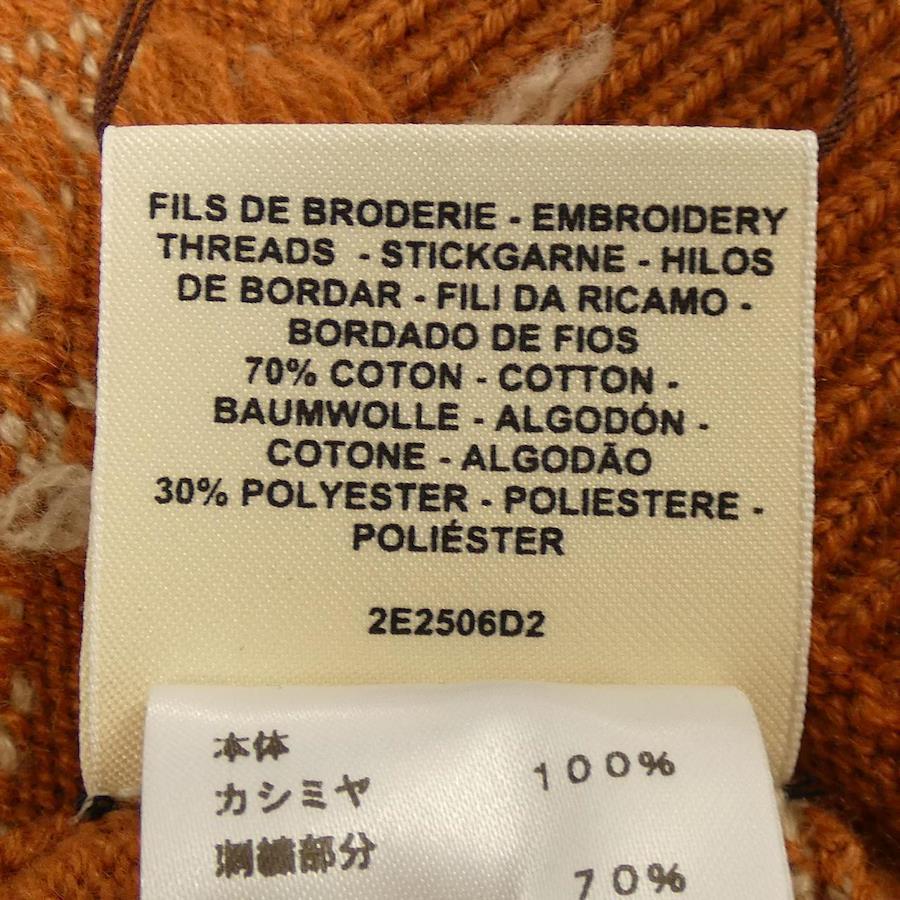 FILS DE BRODERIE - EMBROIDERY
THREADS - STICKGARNE - HILOS
DE BORDAR - FILI DA RICAMO -
BORDADO DE FIOS
70% COTON - COTTON -
BAUMWOLLE - ALGODÓN -
COTONE - ALGODÃO
30% POLYESTER - POLIESTERE -
POLIÉSTER
2E2506D2
本体
カシミヤ 100%
刺繍部分
70%